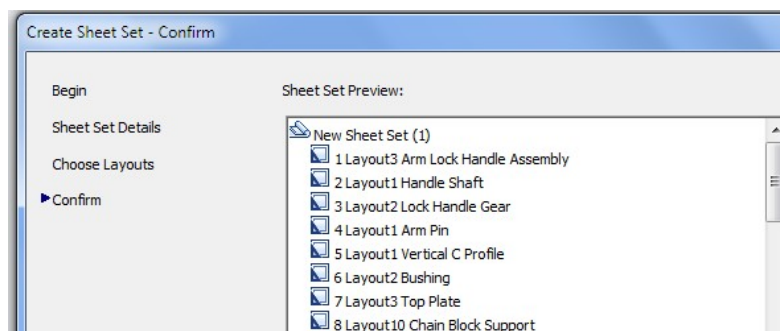 Create Sheet Set - Confirm
Begin
Sheet Set Details
Choose Layouts
Confirm
Sheet Set Preview:
New Sheet Set (1)
1 Layout3 Arm Lock Handle Assembly
2 Layout1 Handle Shaft
3 Layout2 Lock Handle Gear
4 Layout1 Arm Pin
5 Layout1 Vertical C Profile
6 Layout2 Bushing
7 Layout3 Top Plate
8 Layout10 Chain Block Support